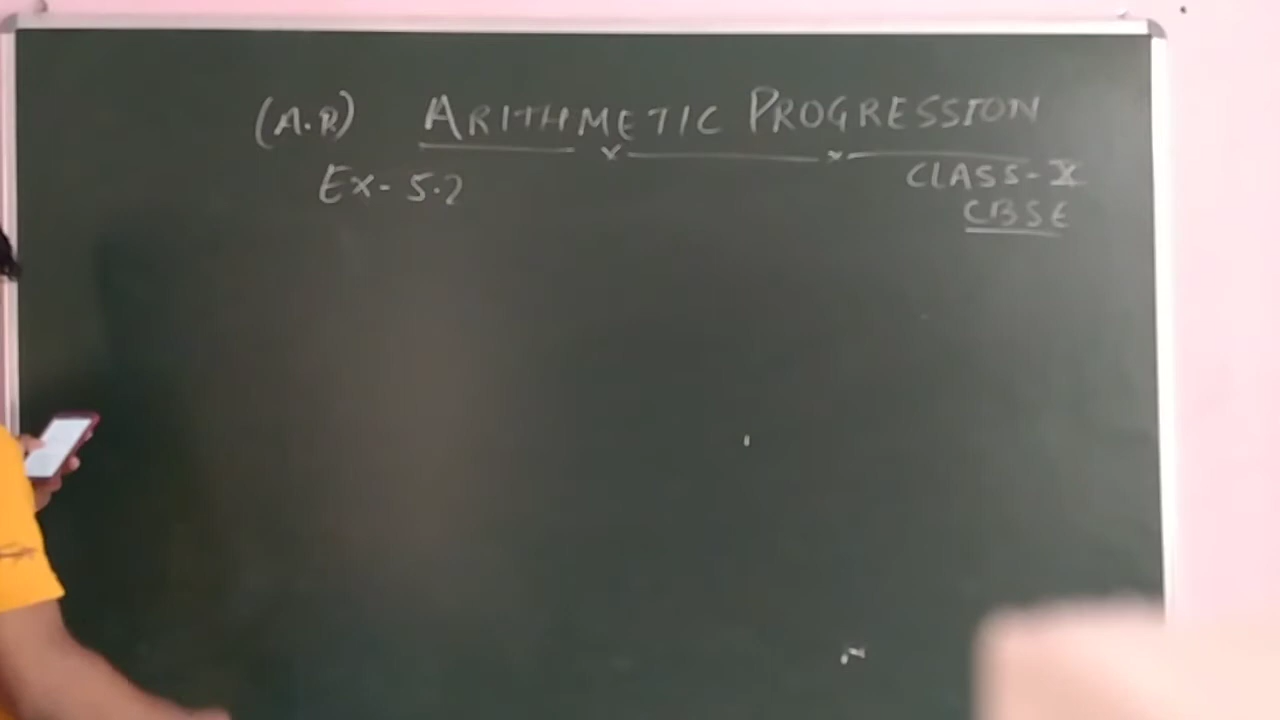 (A.P) ARITHMETIC PROGRESSION
Ex- 5.2
CLASS-X
CBSE